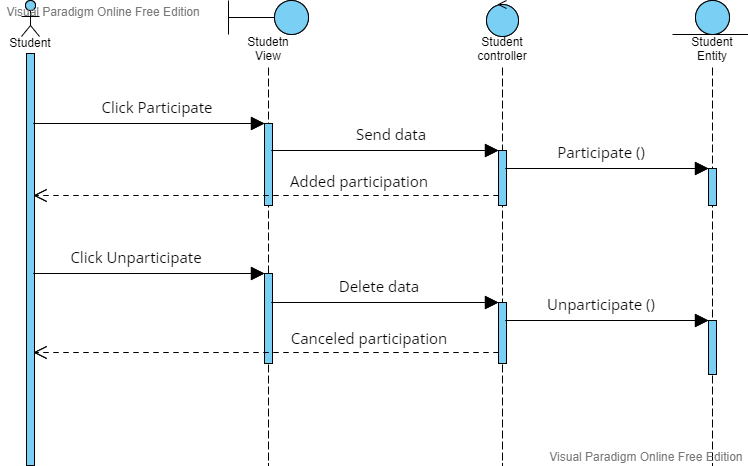 Visual Paradigm Online Free Edition
Student
Studetn
View
Student
controller
Student
Entity
Click Participate
Send data
Participate ()
Added participation
Click Unparticipate
Delete data
Unparticipate ()
Canceled participation
Visual Paradigm Online Free Edition